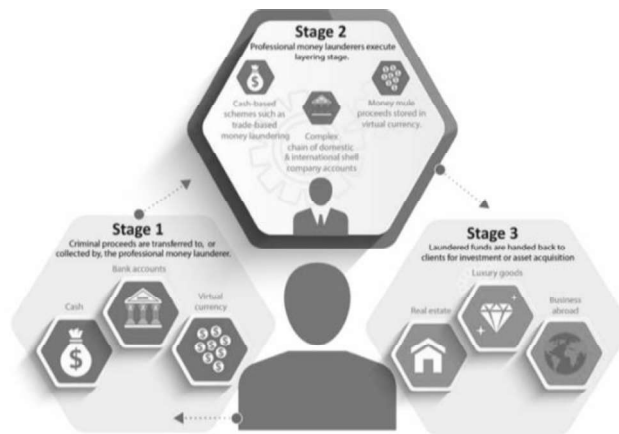 Stage 2
Professional money launderers execute
layering stage.
Cash-based
schemes such as
trade-based
money laundering
Complex
chain of domestic
& international shell
company accounts
Money mule
proceeds stored in
virtual currency.
Stage 1
Criminal proceeds are transferred to, or
collected by, the professional money launderer.
Bank accounts
Cash
Virtual
currency
Stage 3
Laundered funds are handed back to
clients for investment or asset acquisition
Luxury goods
Real estate
Business
abroad